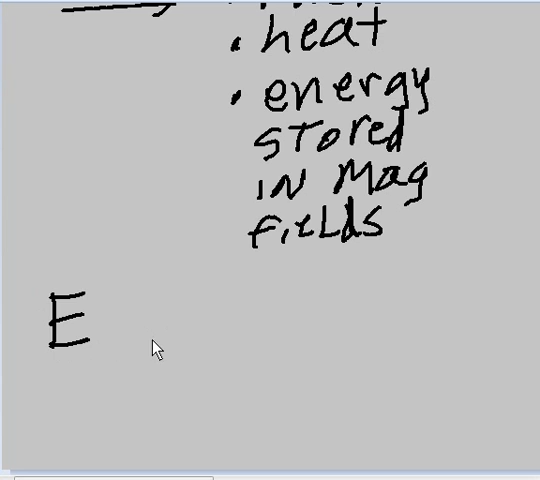 • heat
• energy
stored
in Mag
fields
E